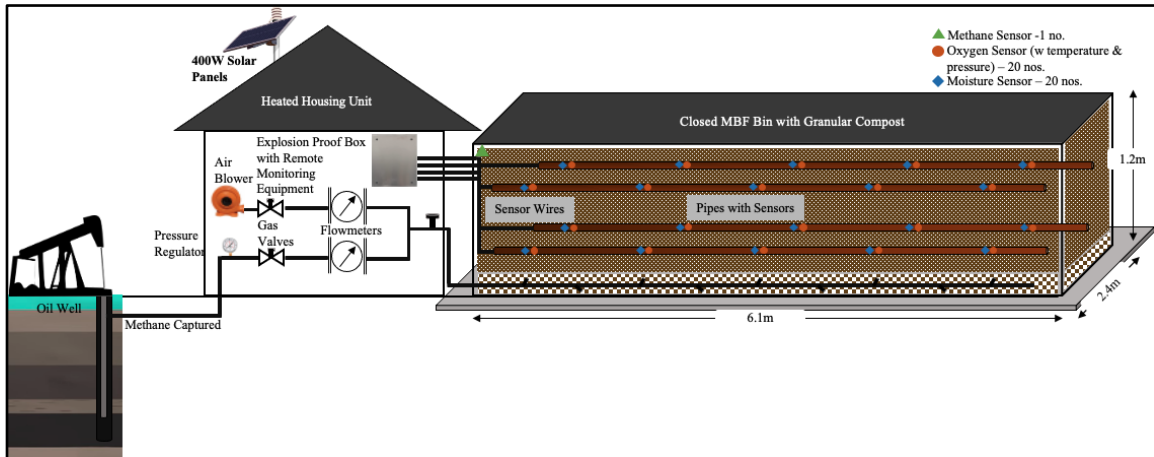 400W Solar
Panels
Heated Housing Unit
Explosion Proof Box
with Remote
Monitoring
Equipment
Air
Blower
Gas
Valves
Flowmeters
Pressure
Regulator
Oil Well
Methane Captured
Methane Sensor -1 no.
Oxygen Sensor (w temperature &
pressure) – 20 nos.
Moisture Sensor – 20 nos.
Closed MBF Bin with Granular Compost
Sensor Wires
Pipes with Sensors
1.2m
2.4m
6.1m